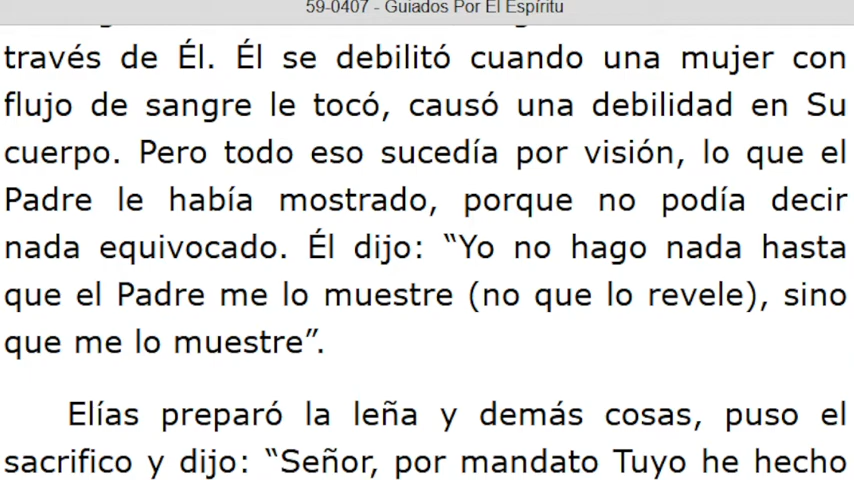 59-0407 - Guiados Por El Espíritu
través de Él. Él se debilitó cuando una mujer con
flujo de sangre le tocó, causó una debilidad en Su
cuerpo. Pero todo eso sucedía por visión, lo que el
Padre le había mostrado, porque no podía decir
nada equivocado. Él dijo: “Yo no hago nada hasta
que el Padre me lo muestre (no que lo revele), sino
que me lo muestre”.
Elías preparó la leña y demás cosas, puso el
sacrifico y dijo: “Señor, por mandato Tuyo he hecho